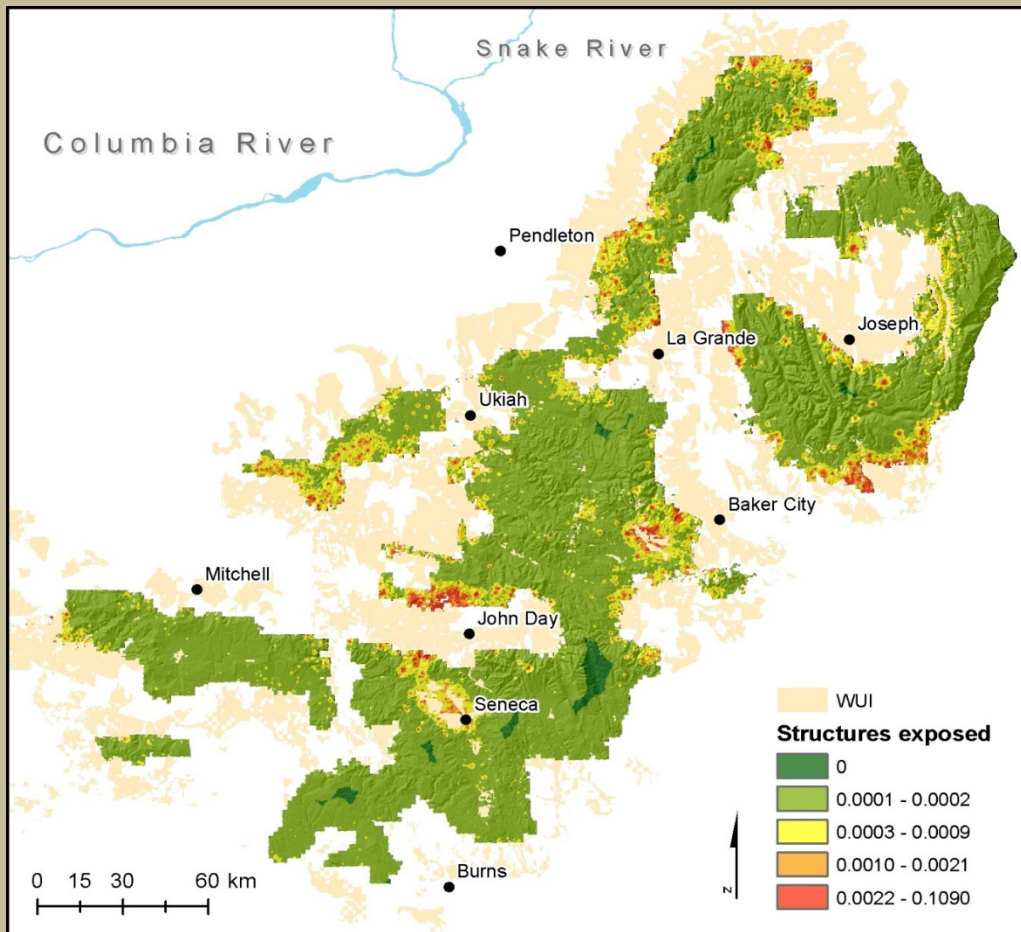 Snake River
Columbia River
Pendleton
La Grande
Joseph
Ukiah
Baker City
Mitchell
John Day
Seneca
Burns
WUI
Structures exposed
0
0.0001 - 0.0002
0.0003 - 0.0009
0.0010 - 0.0021
0.0022 - 0.1090
0 15 30 60 km
N